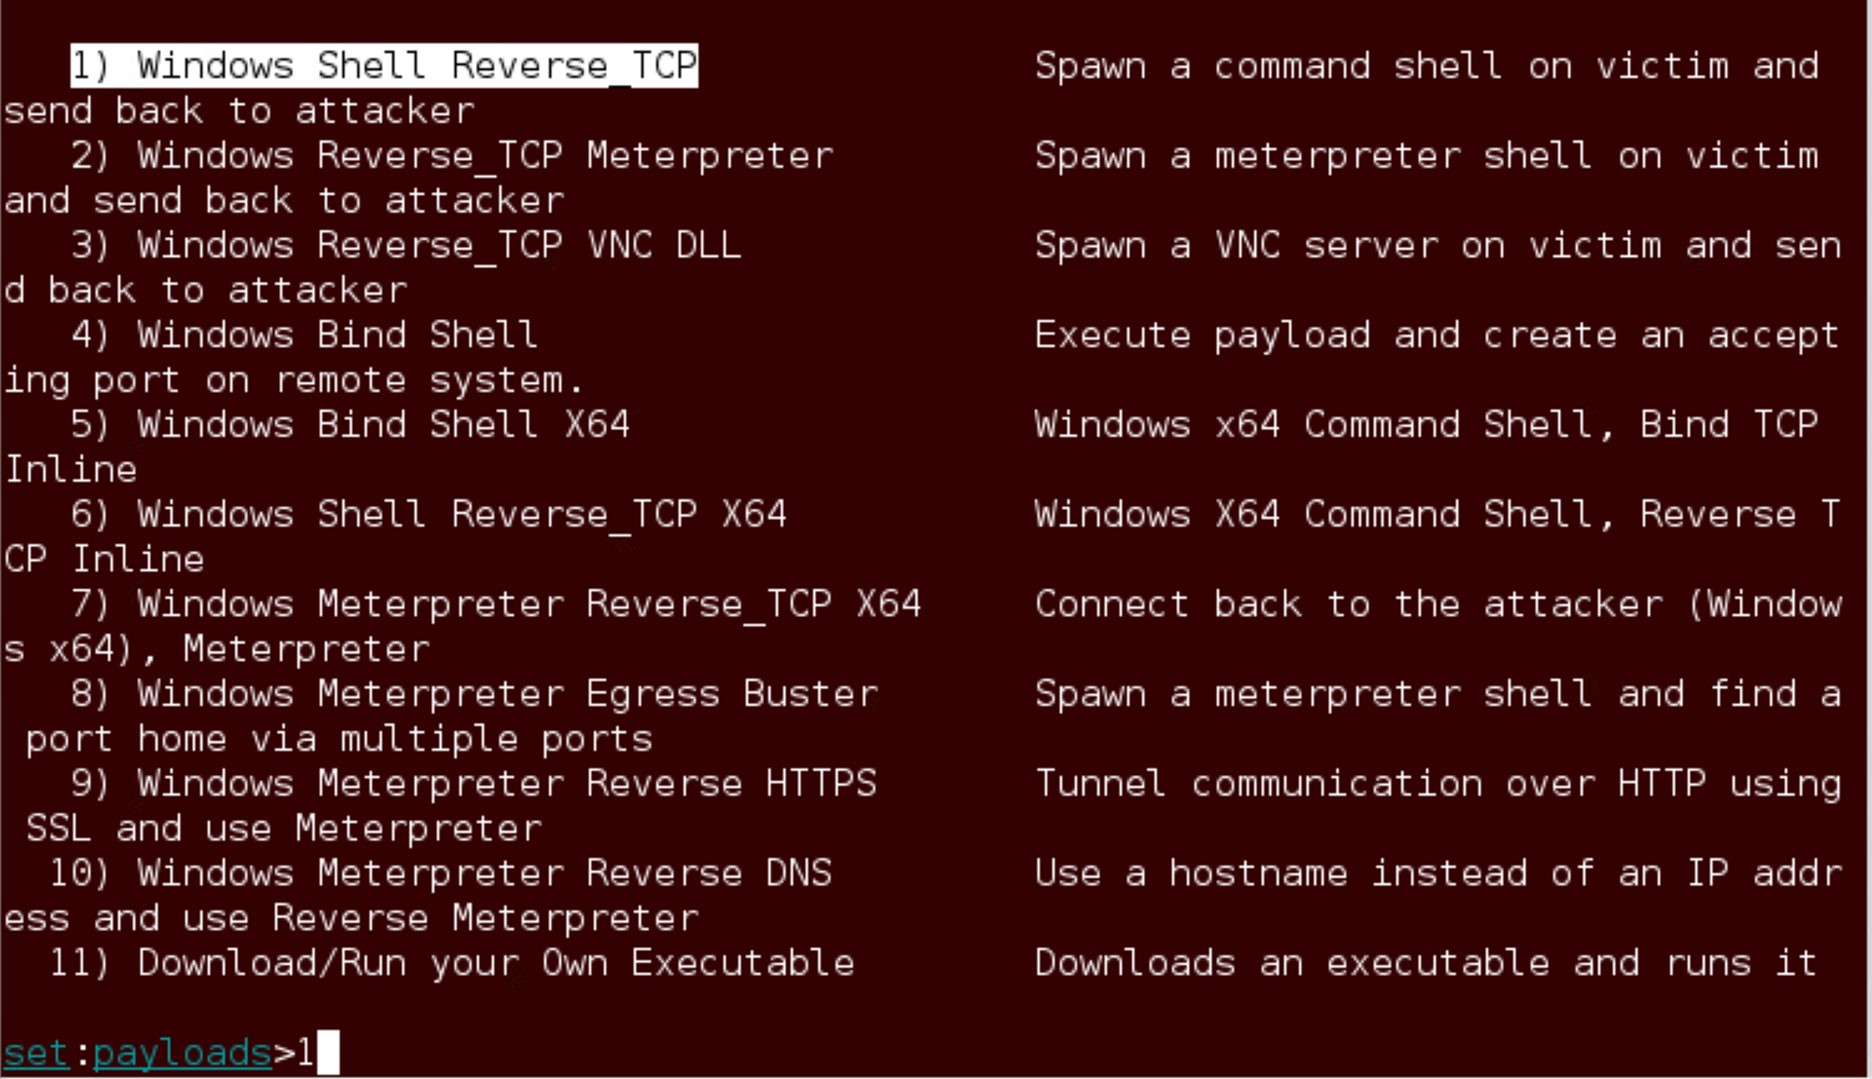 1) Windows Shell Reverse_TCP Spawn a command shell on victim and
send back to attacker
2) Windows Reverse_TCP Meterpreter Spawn a meterpreter shell on victim
and send back to attacker
3) Windows Reverse_TCP VNC DLL Spawn a VNC server on victim and sen
d back to attacker
4) Windows Bind Shell Execute payload and create an accept
ing port on remote system.
5) Windows Bind Shell X64 Windows x64 Command Shell, Bind TCP
Inline
6) Windows Shell Reverse_TCP X64 Windows X64 Command Shell, Reverse T
CP Inline
7) Windows Meterpreter Reverse_TCP X64 Connect back to the attacker (Window
s x64), Meterpreter
8) Windows Meterpreter Egress Buster Spawn a meterpreter shell and find a
port home via multiple ports
9) Windows Meterpreter Reverse HTTPS Tunnel communication over HTTP using
SSL and use Meterpreter
10) Windows Meterpreter Reverse DNS Use a hostname instead of an IP addr
ess and use Reverse Meterpreter
11) Download/Run your Own Executable Downloads an executable and runs it
set:payloads>1